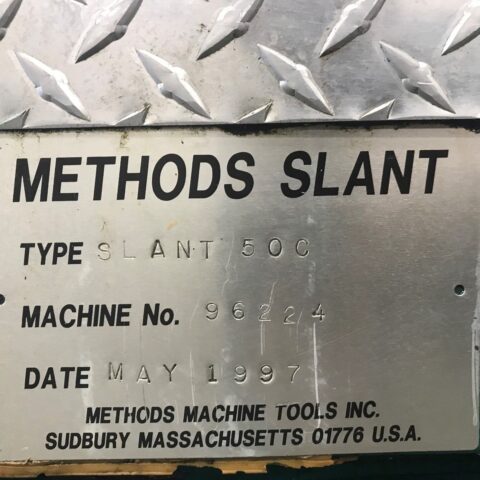 METHODS SLANT
TYPE SLANT 50C
MACHINE No. 96224
DATE MAY 1997
METHODS MACHINE TOOLS INC.
SUDBURY MASSACHUSETTS 01776 U.S.A.